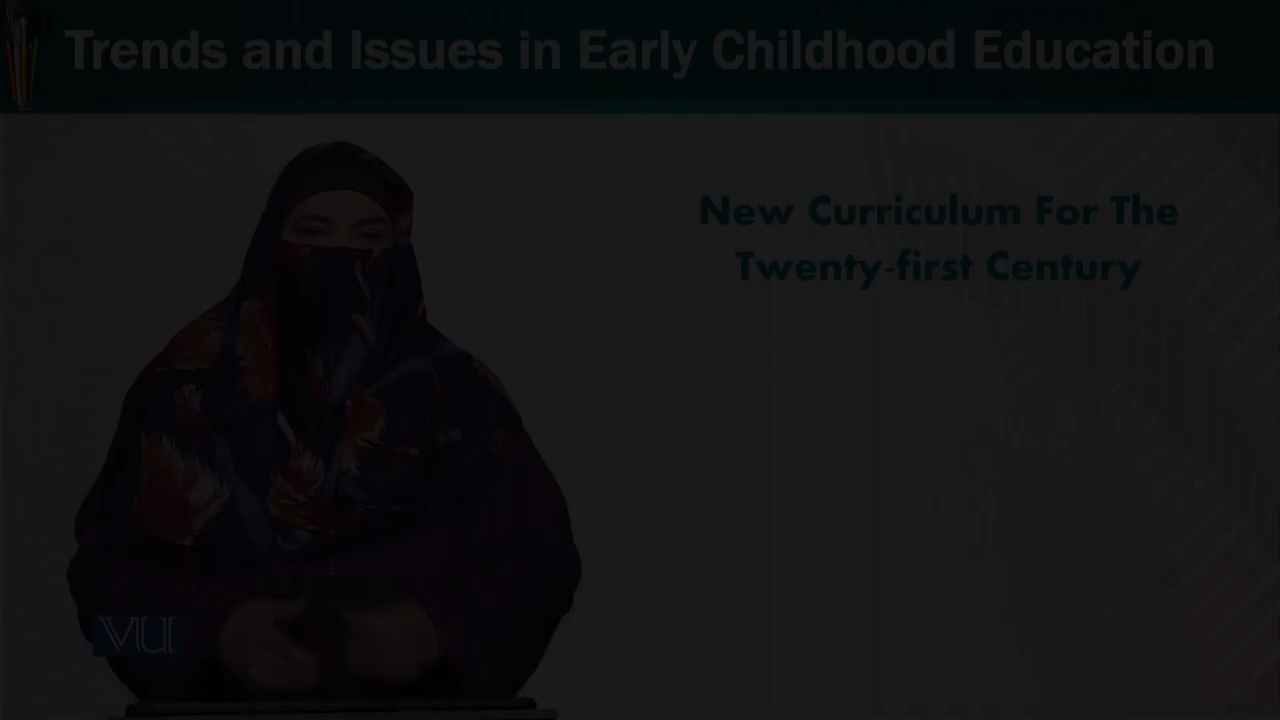 Trends and Issues in Early Childhood Education
New Curriculum For The
Twenty-first Century
VU